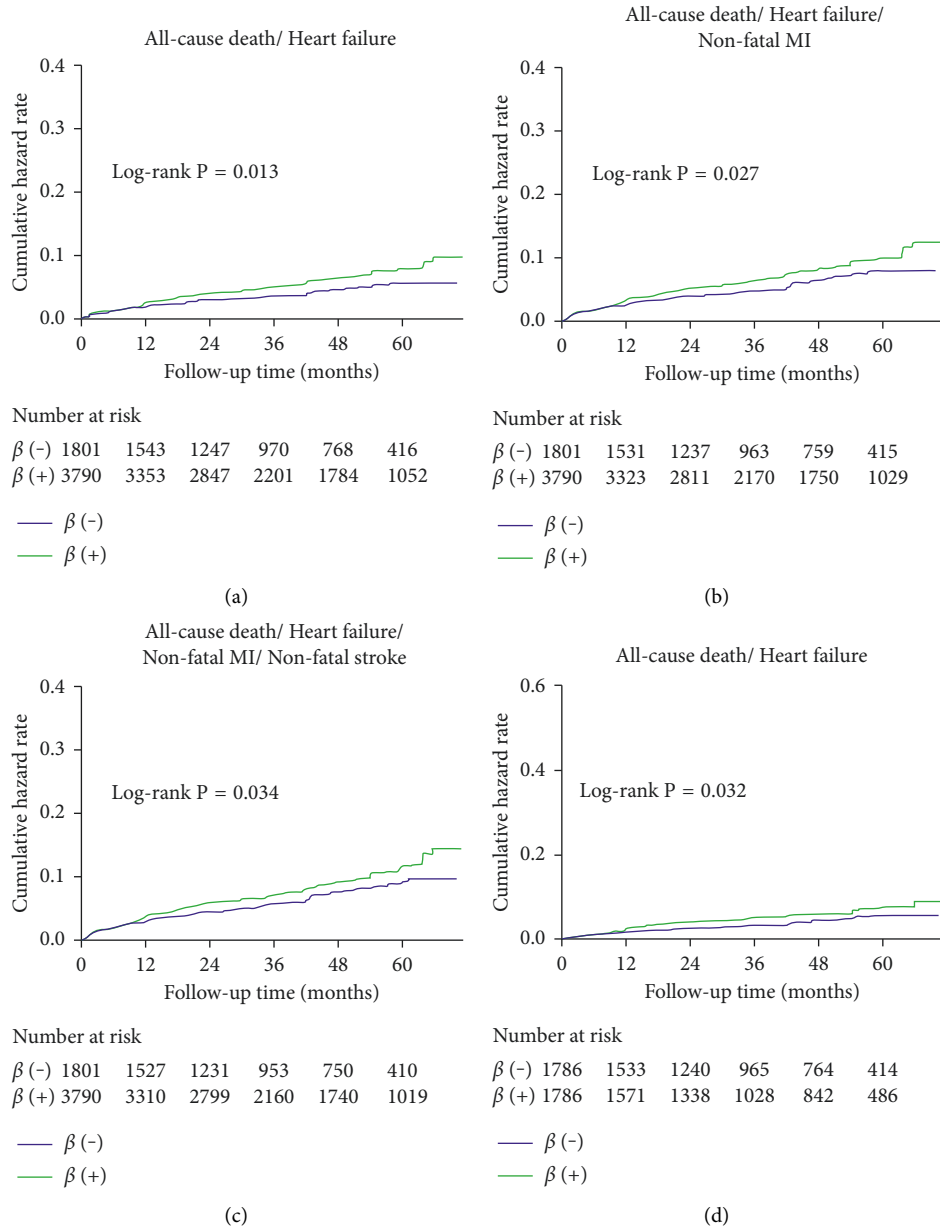 All-cause death/ Heart failure
0.4
0.3
0.2
0.1
0.0
Cumulative hazard rate
Log-rank P = 0.013
0 12 24 36 48 60
Follow-up time (months)
Number at risk
β (−) 1801 1543 1247 970 768 416
β (+) 3790 3353 2847 2201 1784 1052
β (−)
β (+)
(a)
All-cause death/ Heart failure/
Non-fatal MI
0.4
0.3
0.2
0.1
0.0
Cumulative hazard rate
Log-rank P = 0.027
0 12 24 36 48 60
Follow-up time (months)
Number at risk
β (−) 1801 1531 1237 963 759 415
β (+) 3790 3323 2811 2170 1750 1029
β (−)
β (+)
(b)
All-cause death/ Heart failure/
Non-fatal MI/ Non-fatal stroke
0.4
0.3
0.2
0.1
0.0
Cumulative hazard rate
Log-rank P = 0.034
0 12 24 36 48 60
Follow-up time (months)
Number at risk
β (−) 1801 1527 1231 953 750 410
β (+) 3790 3310 2799 2160 1740 1019
β (−)
β (+)
(c)
All-cause death/ Heart failure
0.6
0.4
0.2
0.0
Cumulative hazard rate
Log-rank P = 0.032
0 12 24 36 48 60
Follow-up time (months)
Number at risk
β (−) 1786 1533 1240 965 764 414
β (+) 1786 1571 1338 1028 842 486
β (−)
β (+)
(d)